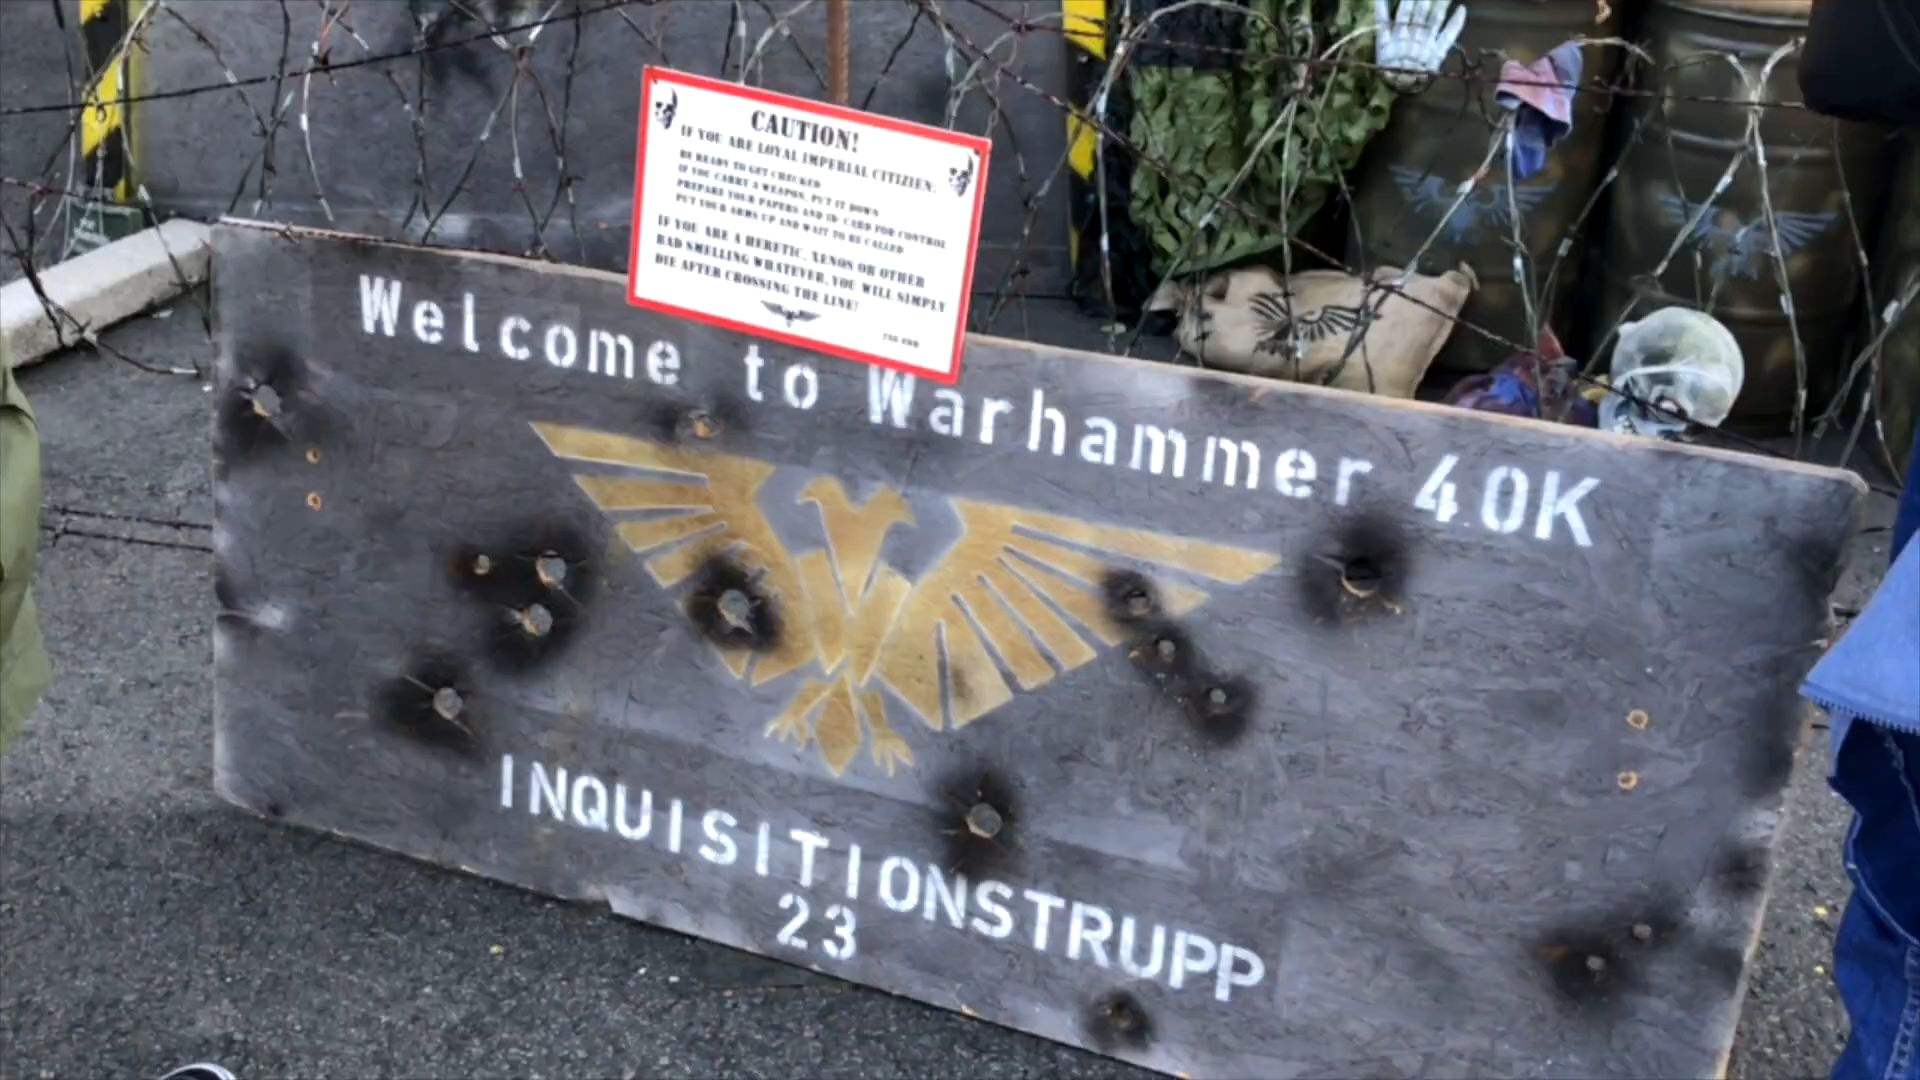 CAUTION!
IF YOU ARE LOYAL IMPERIAL CITIZIEN:
BE READY TO GET CHECKED
IF YOU CARRY A WEAPON, PUT IT DOWN
PREPARE YOUR PAPERS AND ID-CARD FOR CONTROL
PUT YOUR ARMS UP AND WAIT TO BE CALLED
IF YOU ARE A HERETIC, XENOS OR OTHER
BAD SMELLING WHATEVER, YOU WILL SIMPLY
DIE AFTER CROSSING THE LINE!
Welcome to Warhammer 40K
INQUISITIONSTRUPP
23